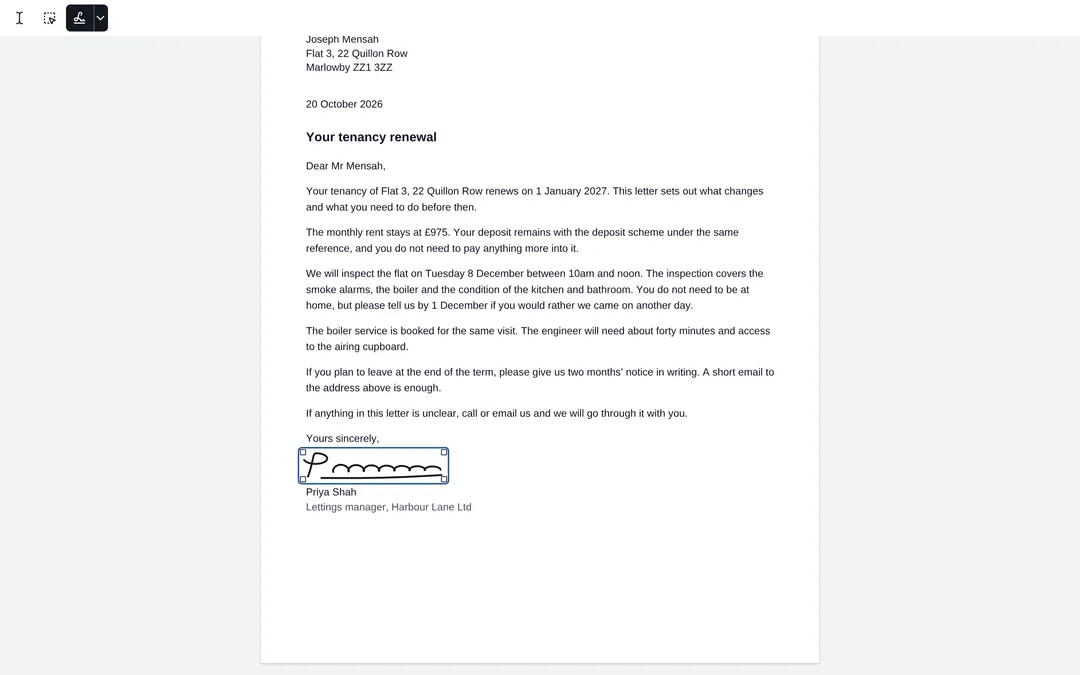 Joseph Mensah
Flat 3, 22 Quillon Row
Marlowby ZZ1 3ZZ
20 October 2026
Your tenancy renewal
Dear Mr Mensah,
Your tenancy of Flat 3, 22 Quillon Row renews on 1 January 2027. This letter sets out what changes
and what you need to do before then.
The monthly rent stays at £975. Your deposit remains with the deposit scheme under the same
reference, and you do not need to pay anything more into it.
We will inspect the flat on Tuesday 8 December between 10am and noon. The inspection covers the
smoke alarms, the boiler and the condition of the kitchen and bathroom. You do not need to be at
home, but please tell us by 1 December if you would rather we came on another day.
The boiler service is booked for the same visit. The engineer will need about forty minutes and access
to the airing cupboard.
If you plan to leave at the end of the term, please give us two months’ notice in writing. A short email to
the address above is enough.
If anything in this letter is unclear, call or email us and we will go through it with you.
Yours sincerely,
Priya Shah
Lettings manager, Harbour Lane Ltd